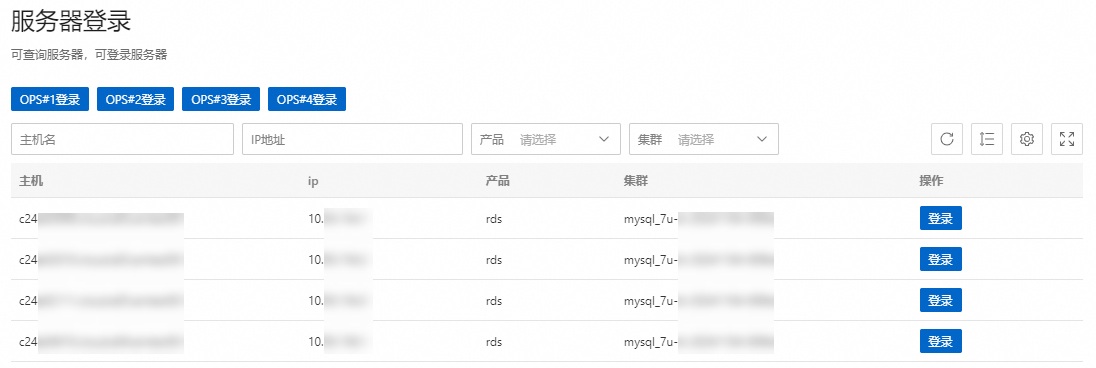 服务器登录
可查询服务器，可登录服务器
OPS#1登录 OPS#2登录 OPS#3登录 OPS#4登录
主机名 IP地址 产品 请选择 集群 请选择
主机 ip 产品 集群 操作
c24 10. rds mysql_7u- 登录
c24 10. rds mysql_7u- 登录
c24 10. rds mysql_7u- 登录
c24 10. rds mysql_7u- 登录